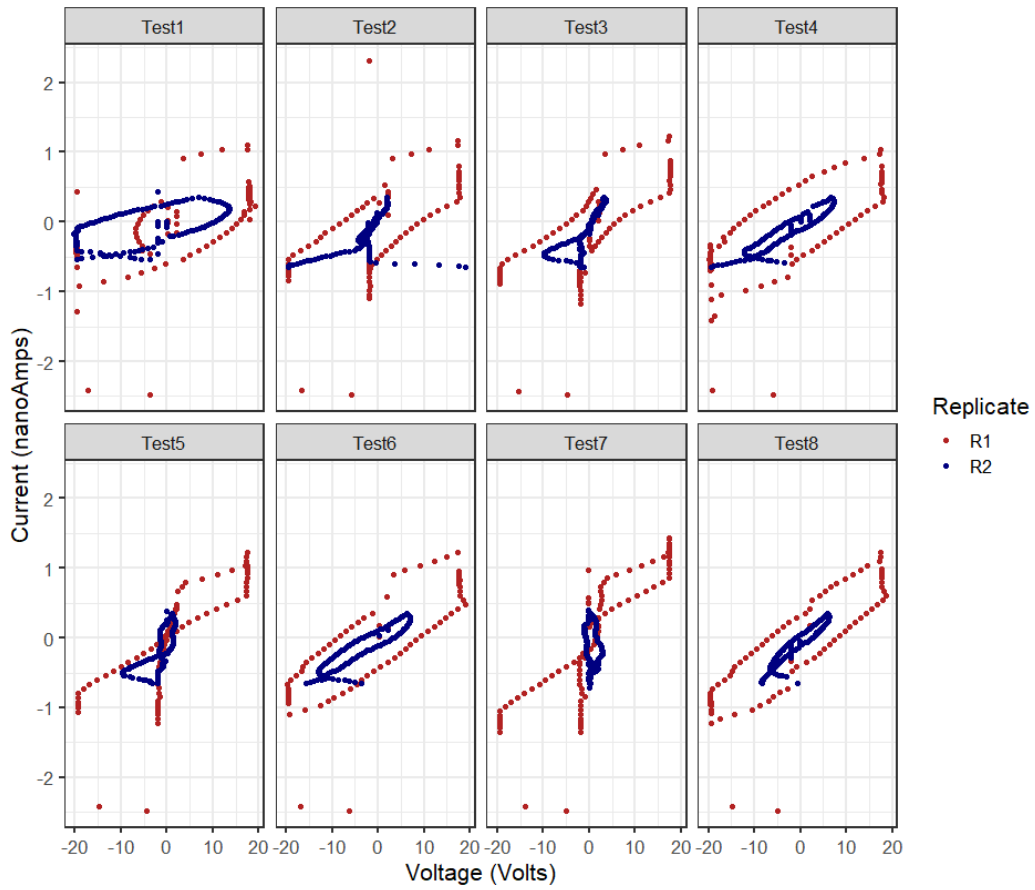 Test1 Test2 Test3 Test4
2
1
0
-1
-2
Test5 Test6 Test7 Test8
2
1
0
-1
-2
-20 -10 0 10 20 -20 -10 0 10 20 -20 -10 0 10 20 -20 -10 0 10 20
Voltage (Volts)
Current (nanoAmps)
Replicate
R1
R2